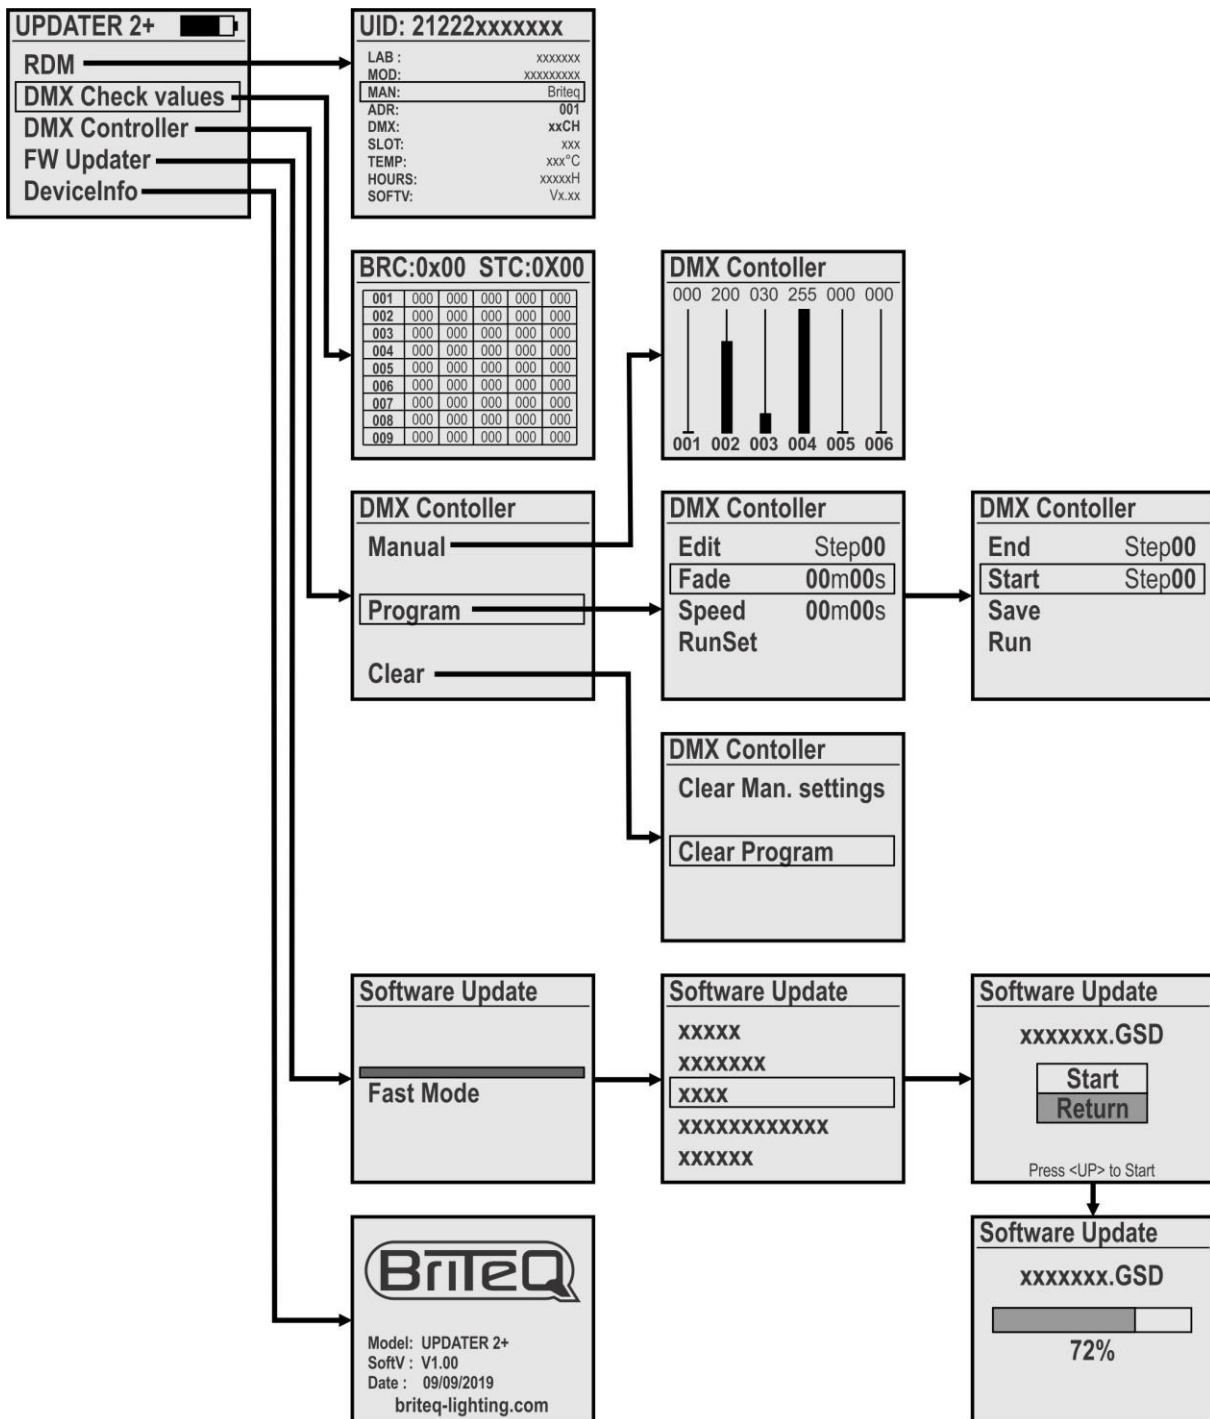 UPDATER 2+
RDM
DMX Check values
DMX Controller
FW Updater
DeviceInfo
UID: 21222xxxxxxx
LAB : xxxxxxx
MOD: xxxxxxxxx
MAN: Briteq
ADR: 001
DMX: xxCH
SLOT: xxx
TEMP: xxx°C
HOURS: xxxxxH
SOFTV: Vx.xx
BRC:0x00 STC:0X00
001 000 000 000 000 000
002 000 000 000 000 000
003 000 000 000 000 000
004 000 000 000 000 000
005 000 000 000 000 000
006 000 000 000 000 000
007 000 000 000 000 000
008 000 000 000 000 000
009 000 000 000 000 000
DMX Contoller
000 200 030 255 000 000
001 002 003 004 005 006
DMX Contoller
Manual
Program
Clear
DMX Contoller
Edit Step00
Fade 00m00s
Speed 00m00s
RunSet
DMX Contoller
End Step00
Start Step00
Save
Run
DMX Contoller
Clear Man. settings
Clear Program
Software Update
Fast Mode
Software Update
xxxxx
xxxxxxx
xxxx
xxxxxxxxxxxx
xxxxxx
Software Update
xxxxxxx.GSD
Start
Return
Press <UP> to Start
Software Update
xxxxxxx.GSD
72%
BriTeQ
Model: UPDATER 2+
SoftV : V1.00
Date : 09/09/2019
briteq-lighting.com